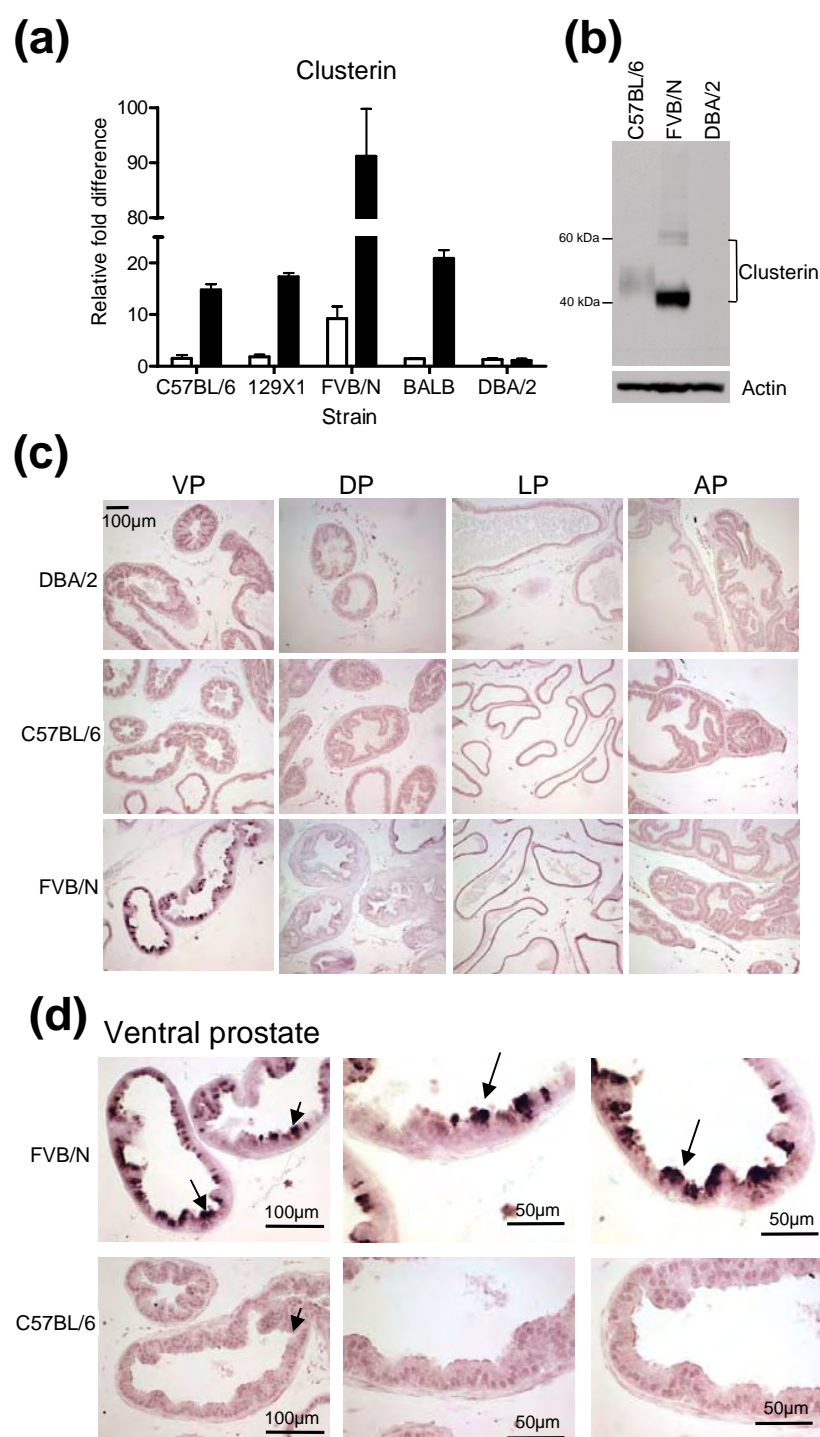 (a)
Clusterin
Relative fold difference
100
90
80
20
10
0
C57BL/6 129X1 FVB/N BALB DBA/2
Strain
(b)
C57BL/6
FVB/N
DBA/2
60 kDa
40 kDa
Clusterin
Actin
(c)
VP DP LP AP
100µm
DBA/2
C57BL/6
FVB/N
(d) Ventral prostate
FVB/N
100µm 50µm 50µm
C57BL/6
100µm 50µm 50µm